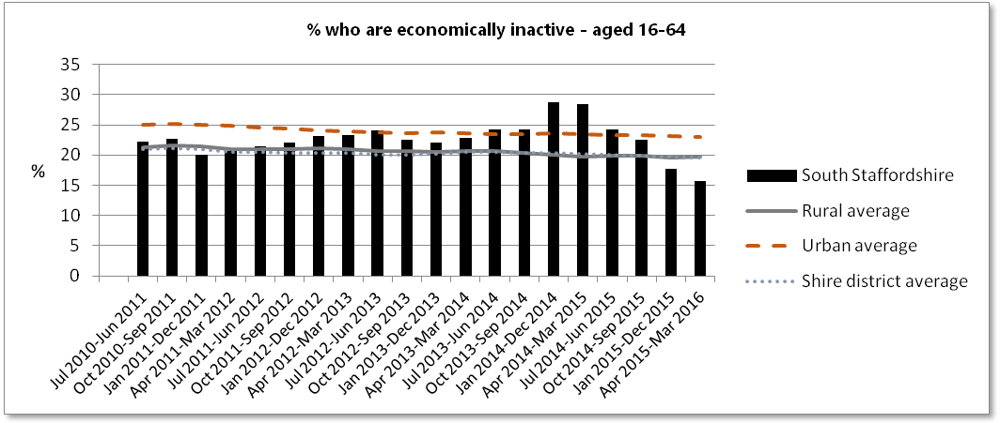 % who are economically inactive - aged 16-64
35
30
25
20
15
10
5
0
%
Jul 2010-Jun 2011
Oct 2010-Sep 2011
Jan 2011-Dec 2011
Apr 2011-Mar 2012
Jul 2011-Jun 2012
Oct 2011-Sep 2012
Jan 2012-Dec 2012
Apr 2012-Mar 2013
Jul 2012-Jun 2013
Oct 2012-Sep 2013
Jan 2013-Dec 2013
Apr 2013-Mar 2014
Jul 2013-Jun 2014
Oct 2013-Sep 2014
Jan 2014-Dec 2014
Apr 2014-Mar 2015
Jul 2014-Jun 2015
Oct 2014-Sep 2015
Jan 2015-Dec 2015
Apr 2015-Mar 2016
South Staffordshire
Rural average
Urban average
Shire district average